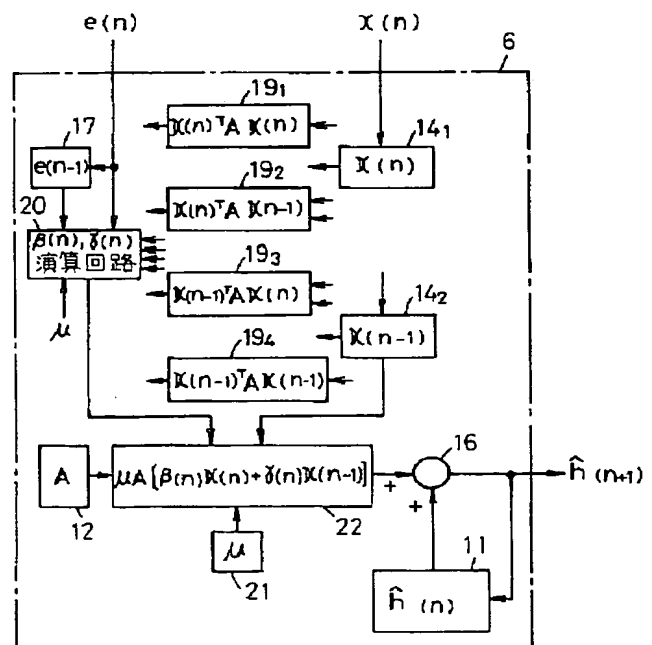 e(n)
x(n)
6
17
e(n-1)
19₁
𝕏(n)ᵀA 𝕏(n)
14₁
𝕏(n)
19₂
𝕏(n)ᵀA 𝕏(n-1)
20
β(n), γ(n)
演算回路
μ
19₃
𝕏(n-1)ᵀA 𝕏(n)
14₂
𝕏(n-1)
19₄
𝕏(n-1)ᵀA 𝕏(n-1)
A
12
μA[β(n)𝕏(n)+γ(n)𝕏(n-1)]
22
μ
21
+
+
16
ĥ(n+1)
11
ĥ(n)